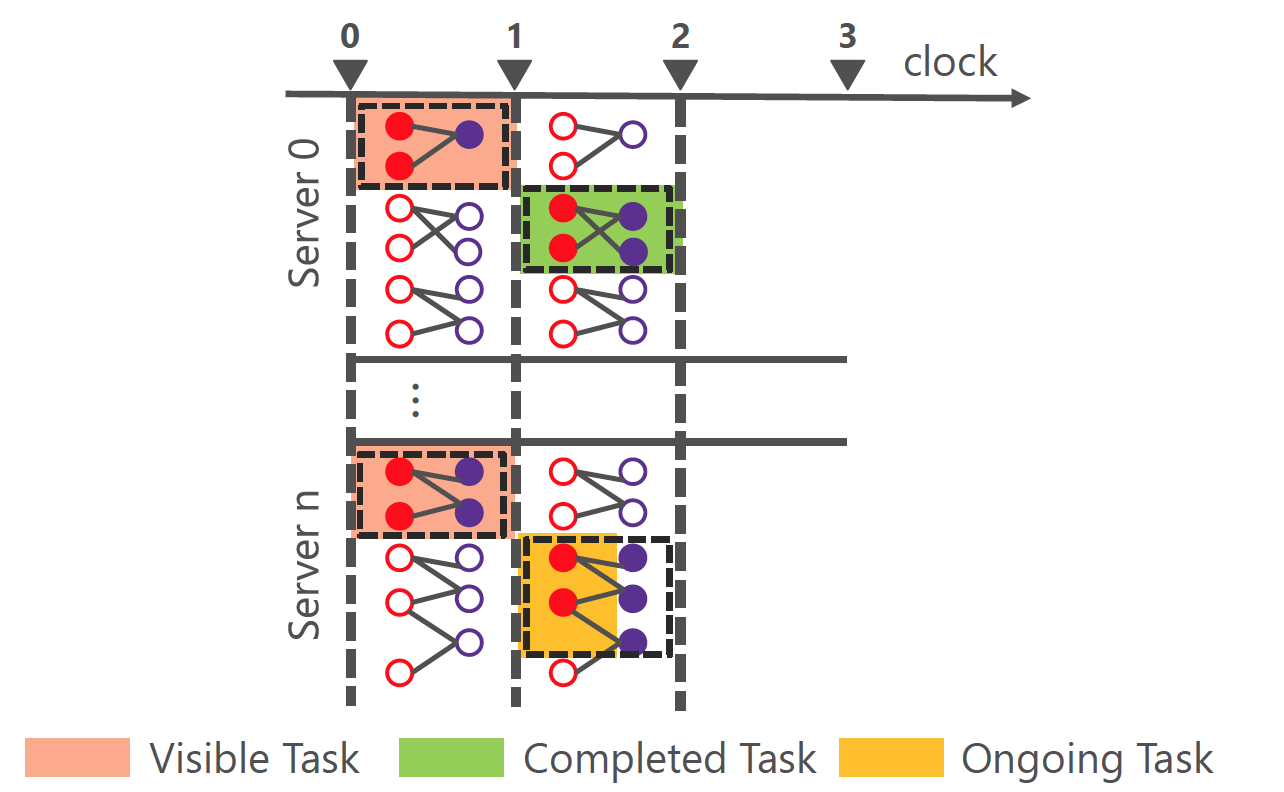 0 1 2 3
clock
Server 0
...
Server n
Visible Task Completed Task Ongoing Task